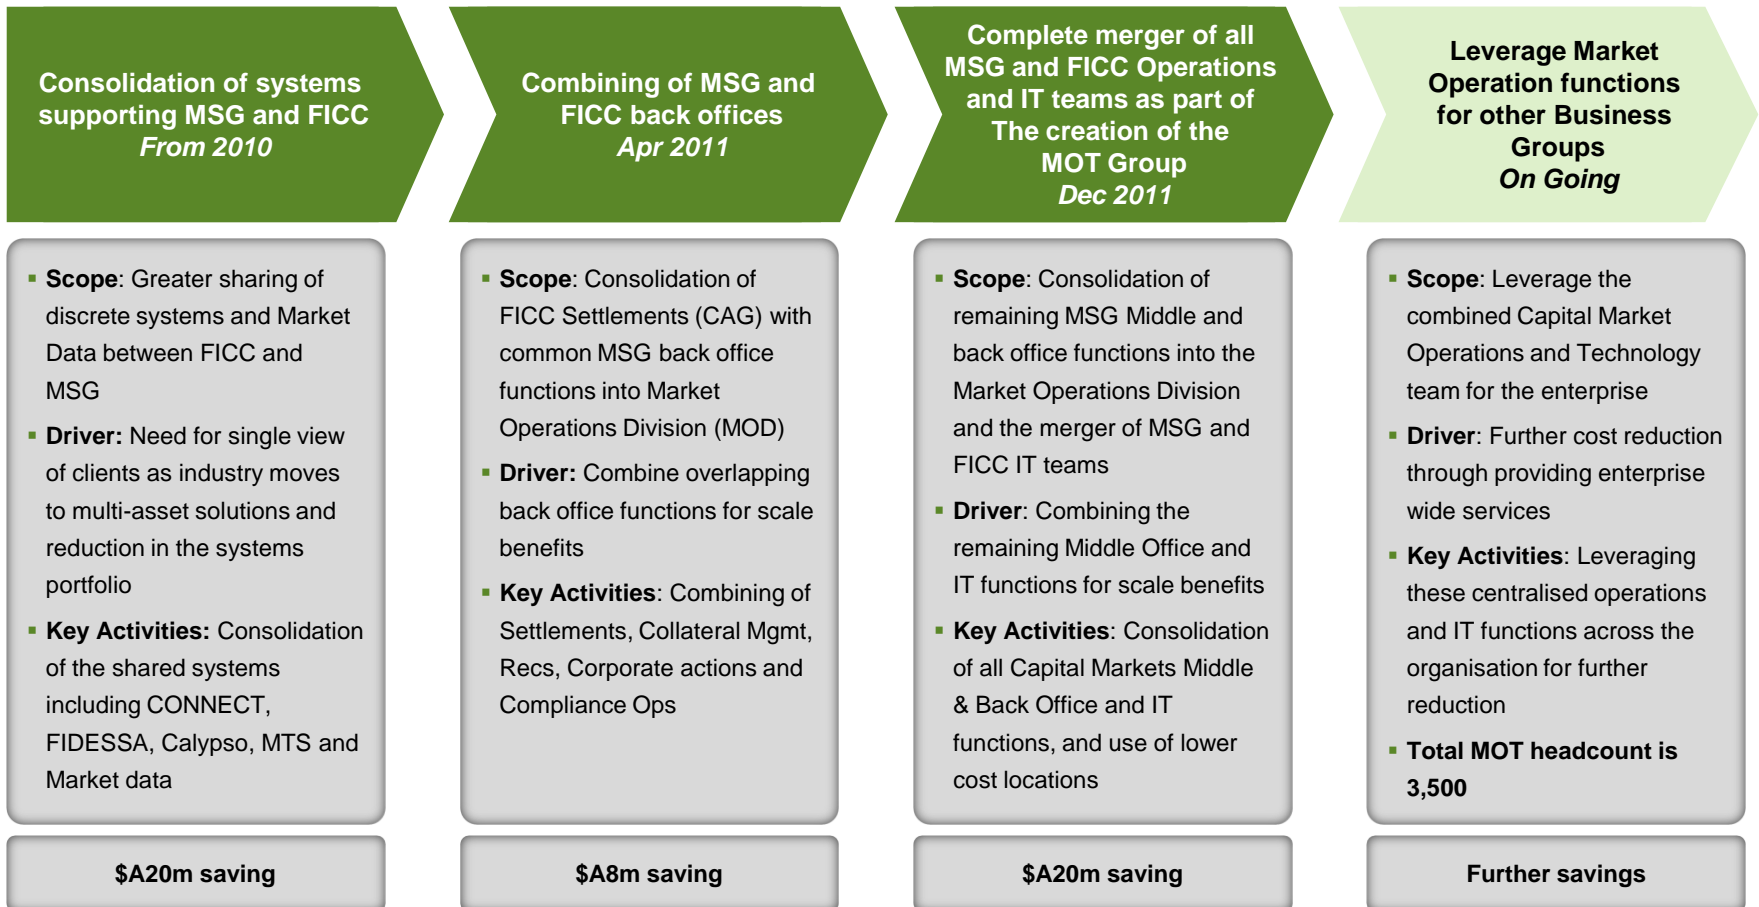 Consolidation of systems
supporting MSG and FICC
From 2010
Combining of MSG and
FICC back offices
Apr 2011
Complete merger of all
MSG and FICC Operations
and IT teams as part of
The creation of the
MOT Group
Dec 2011
Leverage Market
Operation functions
for other Business
Groups
On Going
▪ Scope: Greater sharing of
discrete systems and Market
Data between FICC and
MSG
▪ Driver: Need for single view
of clients as industry moves
to multi-asset solutions and
reduction in the systems
portfolio
▪ Key Activities: Consolidation
of the shared systems
including CONNECT,
FIDESSA, Calypso, MTS and
Market data
▪ Scope: Consolidation of
FICC Settlements (CAG) with
common MSG back office
functions into Market
Operations Division (MOD)
▪ Driver: Combine overlapping
back office functions for scale
benefits
▪ Key Activities: Combining of
Settlements, Collateral Mgmt,
Recs, Corporate actions and
Compliance Ops
▪ Scope: Consolidation of
remaining MSG Middle and
back office functions into the
Market Operations Division
and the merger of MSG and
FICC IT teams
▪ Driver: Combining the
remaining Middle Office and
IT functions for scale benefits
▪ Key Activities: Consolidation
of all Capital Markets Middle
& Back Office and IT
functions, and use of lower
cost locations
▪ Scope: Leverage the
combined Capital Market
Operations and Technology
team for the enterprise
▪ Driver: Further cost reduction
through providing enterprise
wide services
▪ Key Activities: Leveraging
these centralised operations
and IT functions across the
organisation for further
reduction
▪ Total MOT headcount is
3,500
$A20m saving
$A8m saving
$A20m saving
Further savings